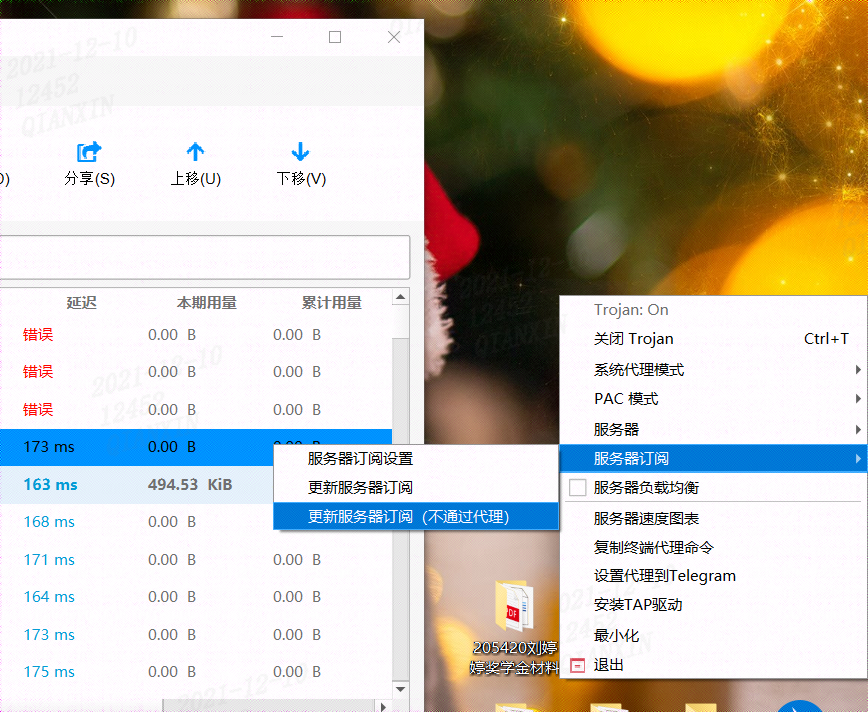 2021-12-10
12452
QIANXIN
分享(S)
上移(U)
下移(V)
延迟 本期用量 累计用量
错误 0.00 B 0.00 B
错误 0.00 B 0.00 B
错误 0.00 B 0.00 B
173 ms 0.00 B
163 ms 494.53 KiB
168 ms 0.00 B
171 ms 0.00 B 0.00 B
164 ms 0.00 B 0.00 B
173 ms 0.00 B 0.00 B
175 ms 0.00 B 0.00 B
服务器订阅设置
更新服务器订阅
更新服务器订阅（不通过代理）
Trojan: On
关闭 Trojan Ctrl+T
系统代理模式
PAC 模式
服务器
服务器订阅
服务器负载均衡
服务器速度图表
复制终端代理命令
设置代理到Telegram
安装TAP驱动
最小化
退出
PDF
205420刘婷
婷奖学金材料